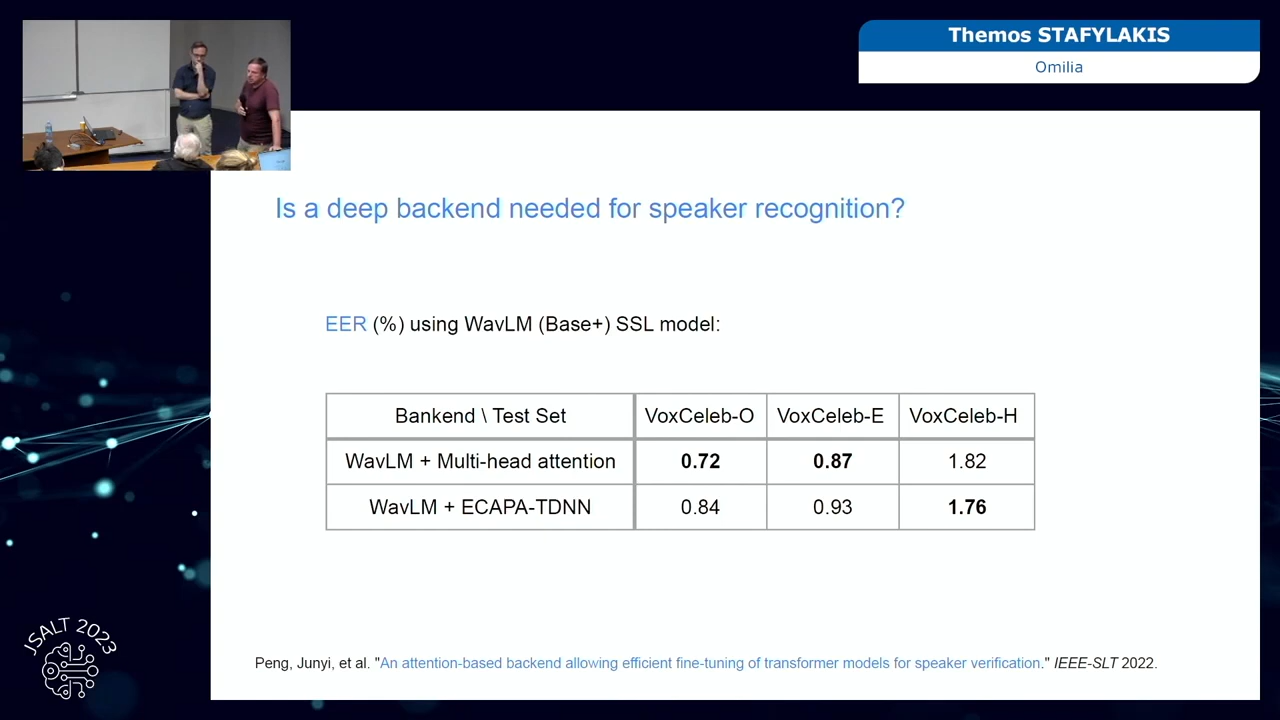 Themos STAFYLAKIS
Omilia
Is a deep backend needed for speaker recognition?
EER (%) using WavLM (Base+) SSL model:
Bankend \ Test Set VoxCeleb-O VoxCeleb-E VoxCeleb-H
WavLM + Multi-head attention 0.72 0.87 1.82
WavLM + ECAPA-TDNN 0.84 0.93 1.76
JSALT 2023
Peng, Junyi, et al. "An attention-based backend allowing efficient fine-tuning of transformer models for speaker verification." IEEE-SLT 2022.